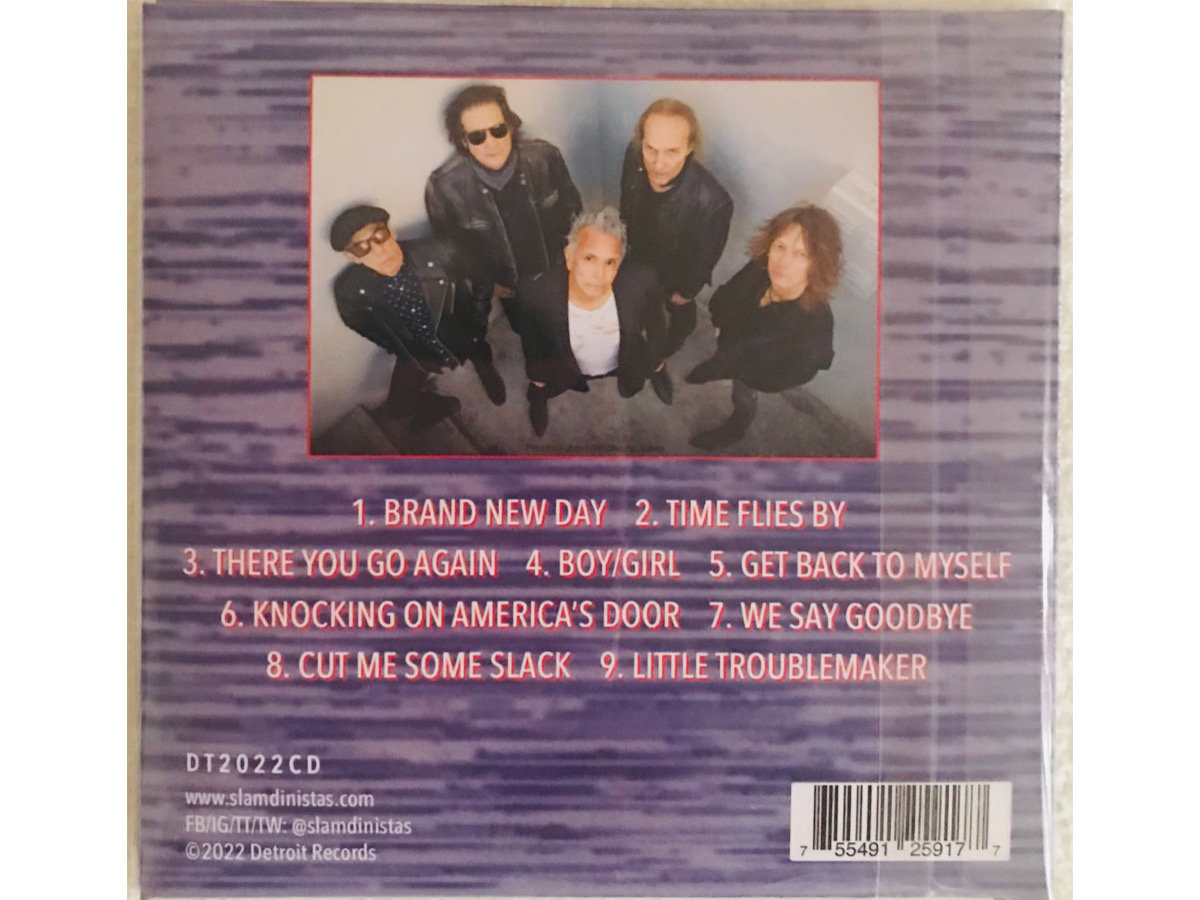 1. BRAND NEW DAY 2. TIME FLIES BY
3. THERE YOU GO AGAIN 4. BOY/GIRL 5. GET BACK TO MYSELF
6. KNOCKING ON AMERICA'S DOOR 7. WE SAY GOODBYE
8. CUT ME SOME SLACK 9. LITTLE TROUBLEMAKER
DT2022CD
www.slamdinistas.com
FB/IG/TT/TW: @slamdinistas
©2022 Detroit Records
7 55491 25917 7